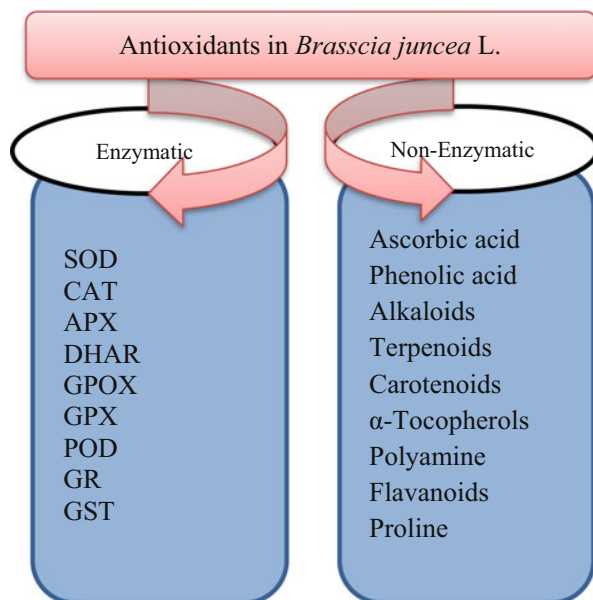 Antioxidants in Brasscia juncea L.
Enzymatic
SOD
CAT
APX
DHAR
GPOX
GPX
POD
GR
GST
Non-Enzymatic
Ascorbic acid
Phenolic acid
Alkaloids
Terpenoids
Carotenoids
α-Tocopherols
Polyamine
Flavanoids
Proline